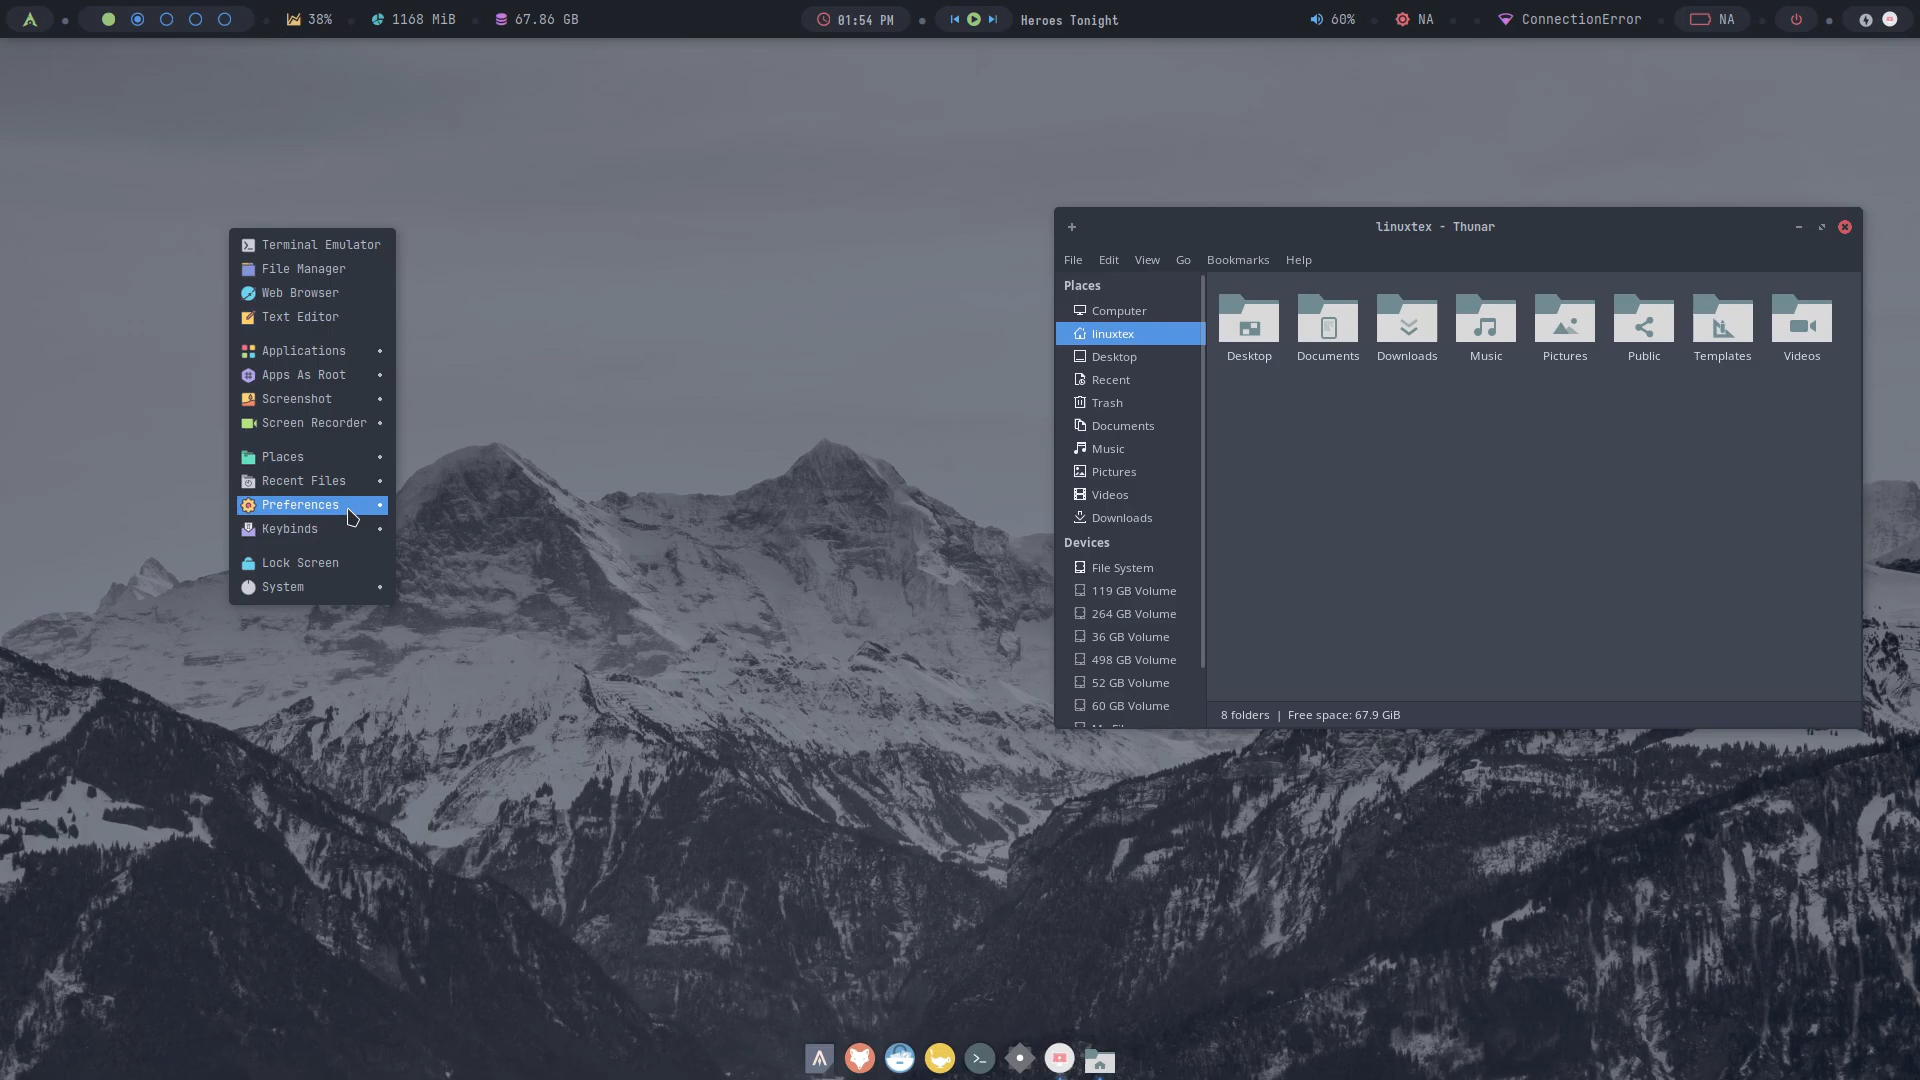 38%
1168 MiB
67.86 GB
01:54 PM
Heroes Tonight
60%
NA
ConnectionError
NA
Terminal Emulator
File Manager
Web Browser
Text Editor
Applications
Apps As Root
Screenshot
Screen Recorder
Places
Recent Files
Preferences
Keybinds
Lock Screen
System
linuxtex - Thunar
File Edit View Go Bookmarks Help
Places
Computer
linuxtex
Desktop
Recent
Trash
Documents
Music
Pictures
Videos
Downloads
Devices
File System
119 GB Volume
264 GB Volume
36 GB Volume
498 GB Volume
52 GB Volume
60 GB Volume
Desktop Documents Downloads Music Pictures Public Templates Videos
8 folders | Free space: 67.9 GiB